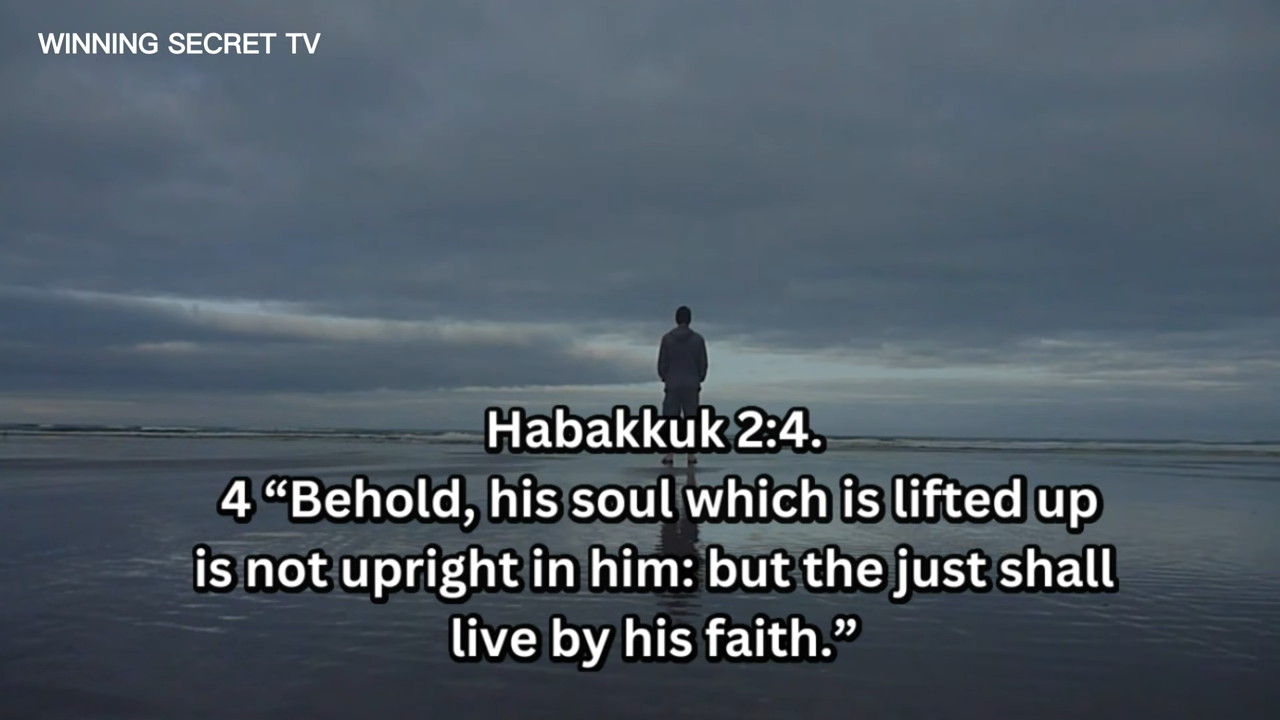 WINNING SECRET TV
Habakkuk 2:4.
4 “Behold, his soul which is lifted up
is not upright in him: but the just shall
live by his faith.”